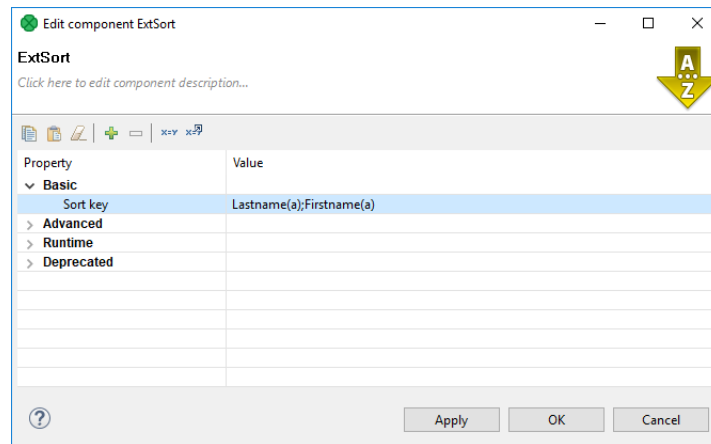 Edit component ExtSort
ExtSort
Click here to edit component description...
A
Z
x=y x=y
Property Value
Basic
Sort key Lastname(a);Firstname(a)
Advanced
Runtime
Deprecated
? Apply OK Cancel